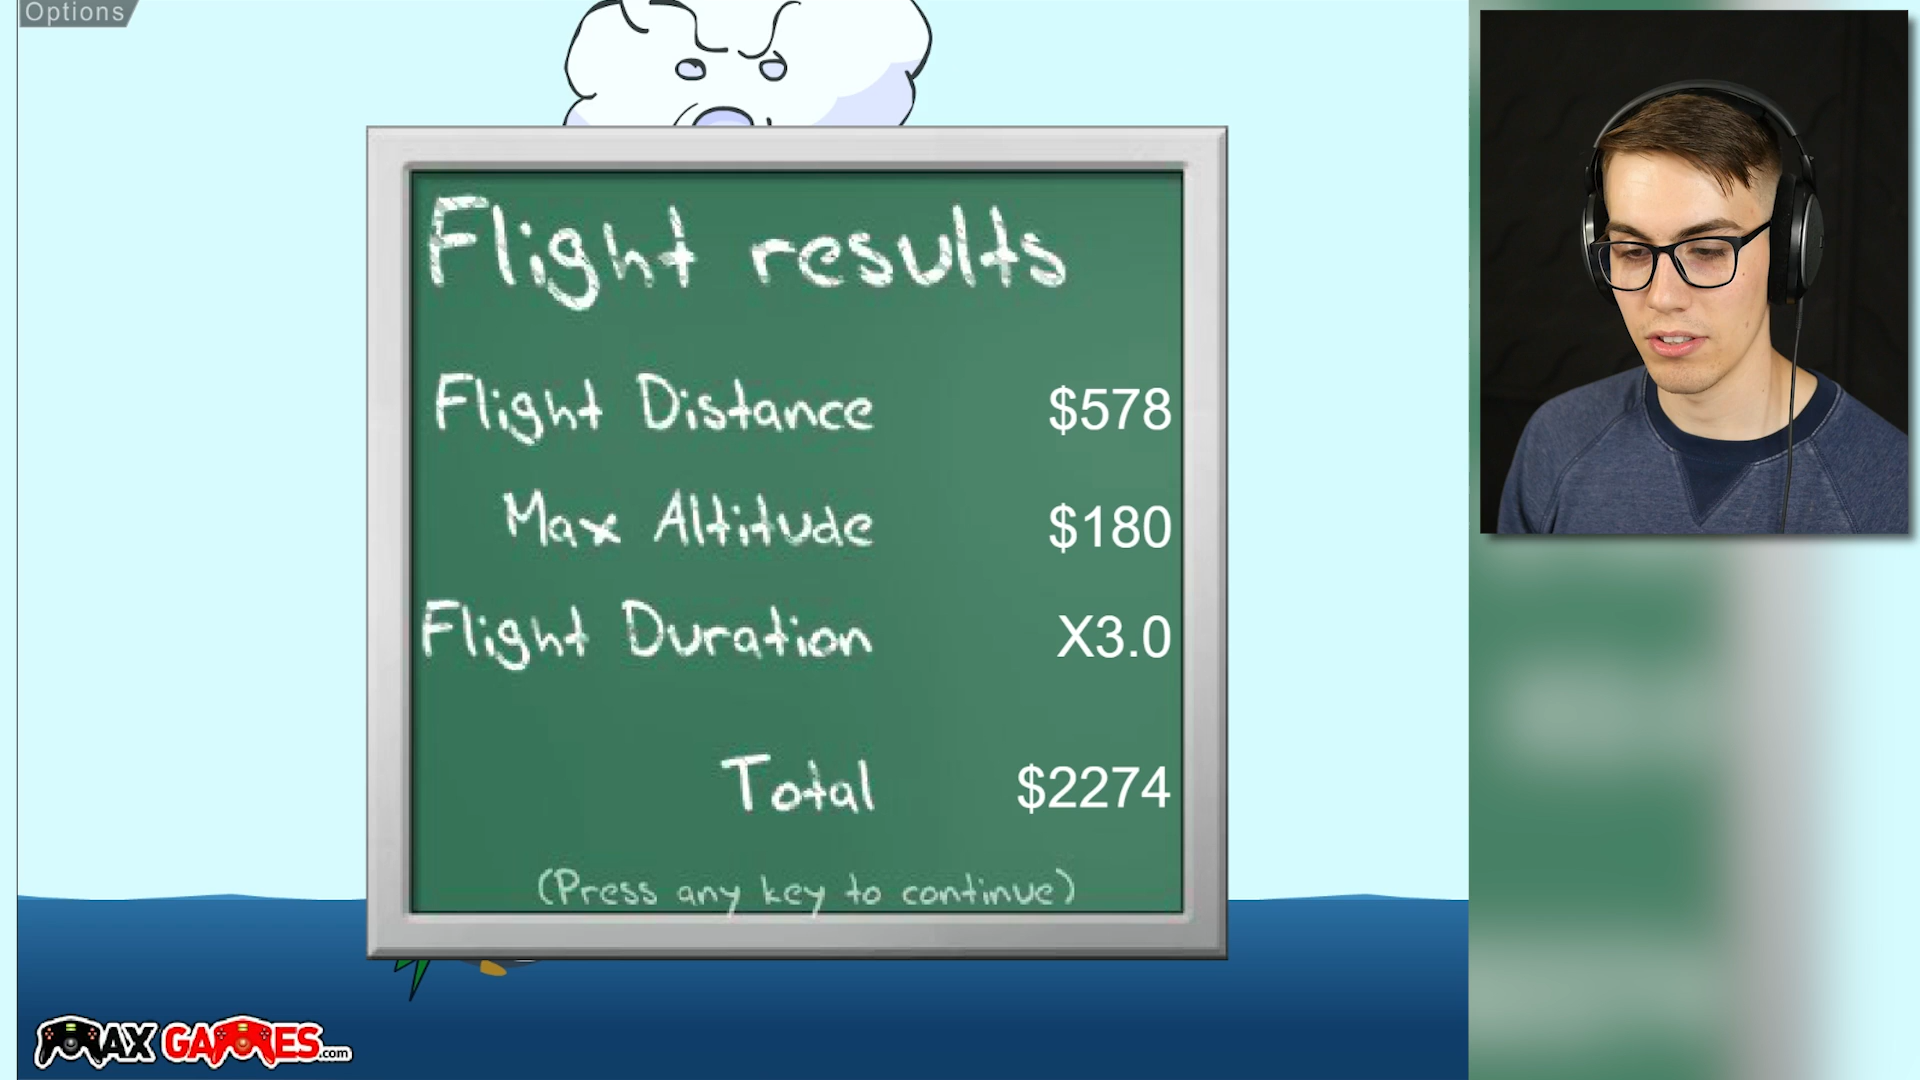 Options
Flight results
Flight Distance $578
Max Altitude $180
Flight Duration X3.0
Total $2274
(Press any key to continue)
MAX GAMES.com